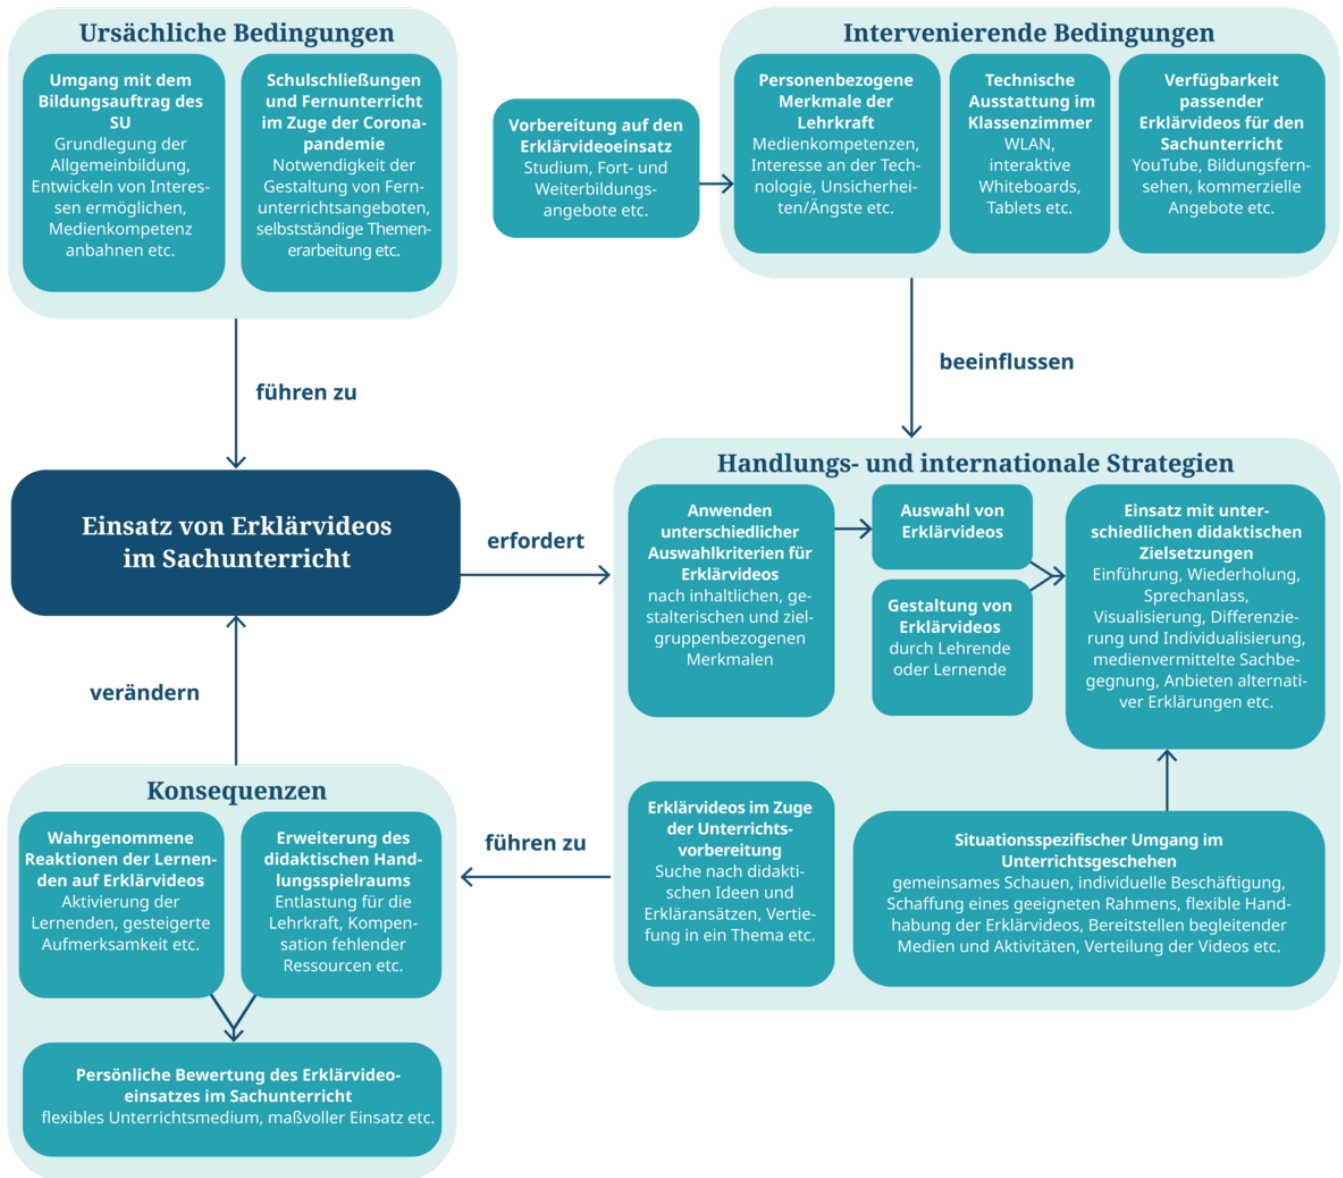 Ursächliche Bedingungen
Umgang mit dem
Bildungsauftrag des
SU
Grundlegung der
Allgemeinbildung,
Entwickeln von Interes-
sen ermöglichen,
Medienkompetenz
anbahnen etc.
Schulschließungen
und Fernunterricht
im Zuge der Corona-
pandemie
Notwendigkeit der
Gestaltung von Fern-
unterrichtsangeboten,
selbstständige Themen-
erarbeitung etc.
Vorbereitung auf den
Erklärvideoeinsatz
Studium, Fort- und
Weiterbildungs-
angebote etc.
Intervenierende Bedingungen
Personenbezogene
Merkmale der
Lehrkraft
Medienkompetenzen,
Interesse an der Tech-
nologie, Unsicherhei-
ten/Ängste etc.
Technische
Ausstattung im
Klassenzimmer
WLAN,
interaktive
Whiteboards,
Tablets etc.
Verfügbarkeit
passender
Erklärvideos für den
Sachunterricht
YouTube, Bildungsfern-
sehen, kommerzielle
Angebote etc.
führen zu
beeinflussen
Einsatz von Erklärvideos
im Sachunterricht
erfordert
Handlungs- und internationale Strategien
Anwenden
unterschiedlicher
Auswahlkriterien für
Erklärvideos
nach inhaltlichen, ge-
stalterischen und ziel-
gruppenbezogenen
Merkmalen
Auswahl von
Erklärvideos
Gestaltung von
Erklärvideos
durch Lehrende
oder Lernende
Einsatz mit unter-
schiedlichen didaktischen
Zielsetzungen
Einführung, Wiederholung,
Sprechanlass,
Visualisierung, Differenzie-
rung und Individualisierung,
medienvermittelte Sachbe-
gegnung, Anbieten alternati-
ver Erklärungen etc.
Erklärvideos im Zuge
der Unterrichts-
vorbereitung
Suche nach didakti-
schen Ideen und
Erkläransätzen, Vertie-
fung in ein Thema etc.
Situationsspezifischer Umgang im
Unterrichtsgeschehen
gemeinsames Schauen, individuelle Beschäftigung,
Schaffung eines geeigneten Rahmens, flexible Hand-
habung der Erklärvideos, Bereitstellen begleitender
Medien und Aktivitäten, Verteilung der Videos etc.
führen zu
verändern
Konsequenzen
Wahrgenommene
Reaktionen der Lernen-
den auf Erklärvideos
Aktivierung der
Lernenden, gesteigerte
Aufmerksamkeit etc.
Erweiterung des
didaktischen Hand-
lungsspielraums
Entlastung für die
Lehrkraft, Kompen-
sation fehlender
Ressourcen etc.
Persönliche Bewertung des Erklärvideo-
einsatzes im Sachunterricht
flexibles Unterrichtsmedium, maßvoller Einsatz etc.